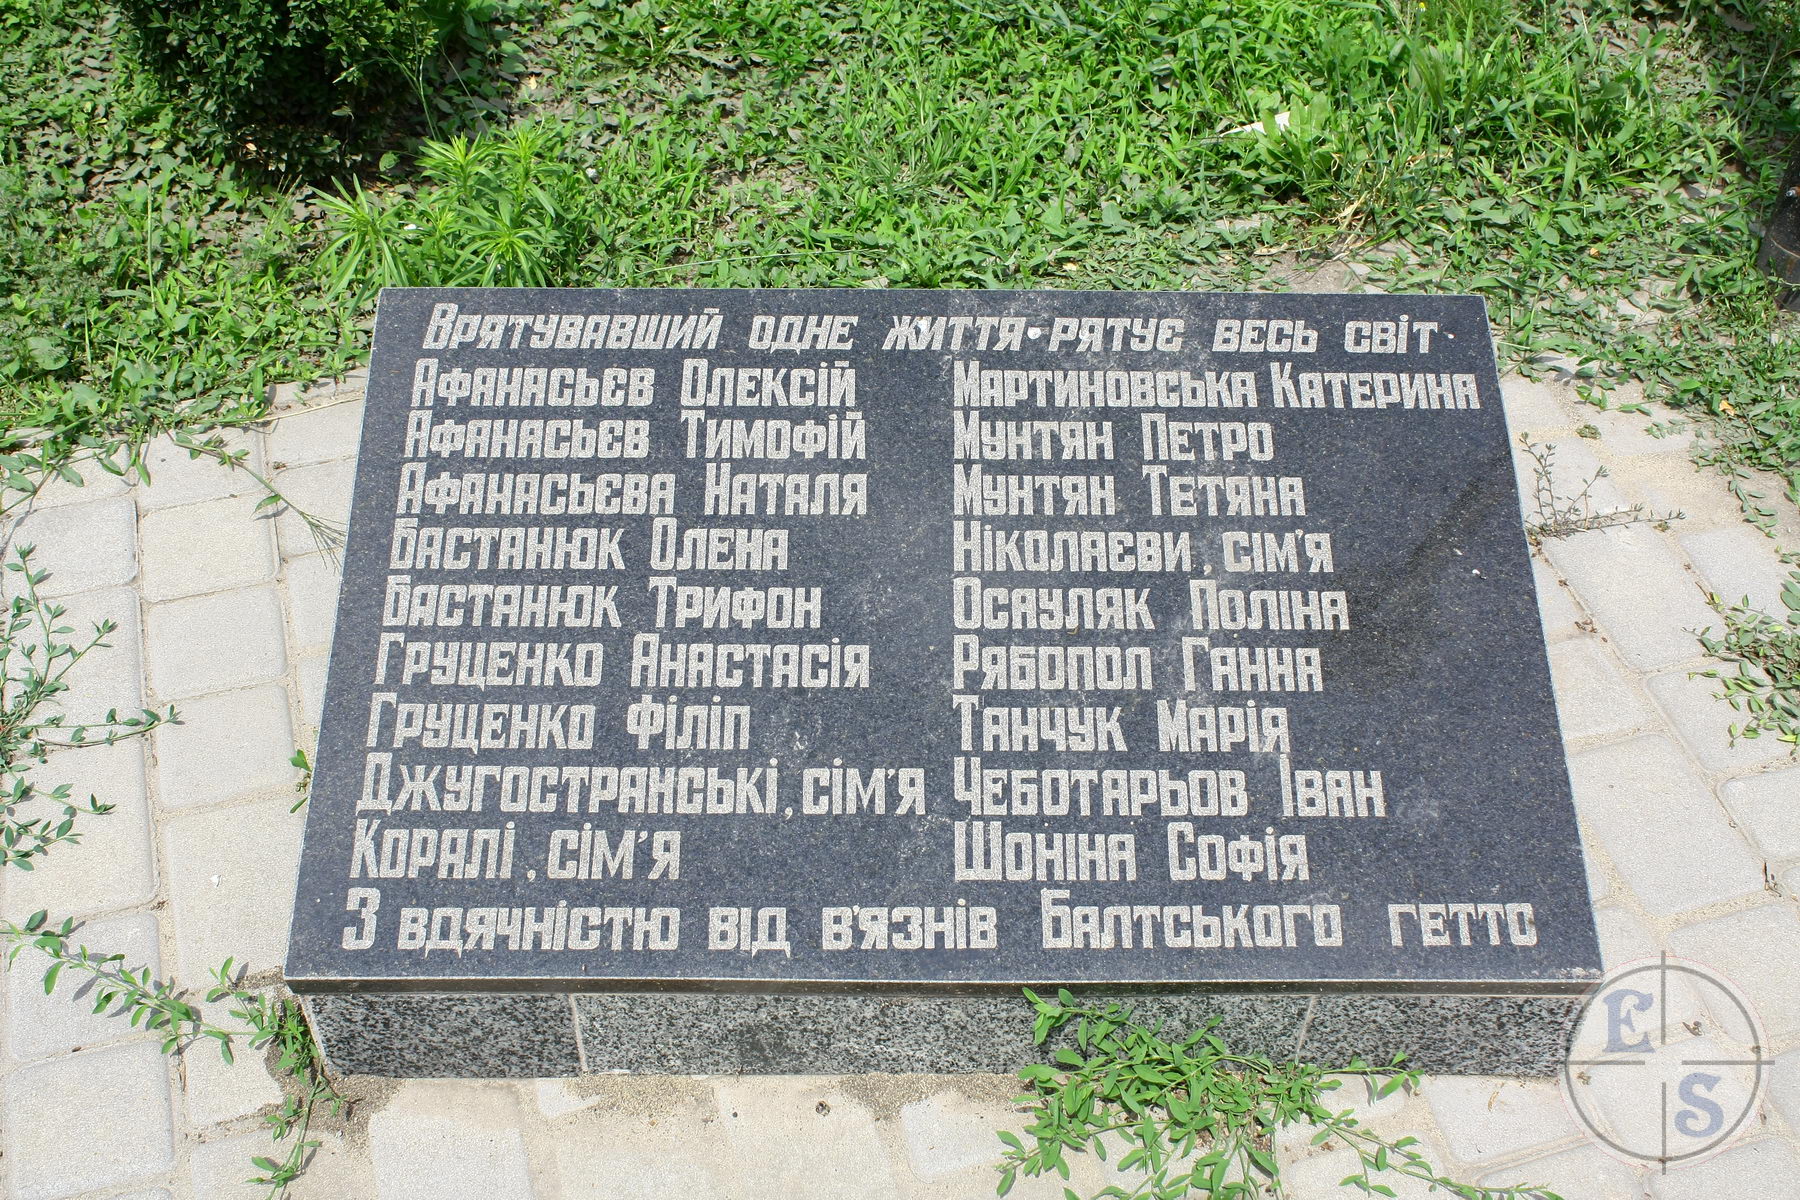 Врятувавший одне життя · рятує весь світ.
Афанасьєв Олексій
Афанасьєв Тимофій
Афанасьєва Наталя
Бастанюк Олена
Бастанюк Трифон
Груценко Анастасія
Груценко Філіп
Джугостранські, сім'я
Коралі, сім'я
Мартиновська Катерина
Мунтян Петро
Мунтян Тетяна
Ніколаєви, сім'я
Осауляк Поліна
Рябопол Ганна
Танчук Марія
Чеботарьов Іван
Шоніна Софія
З вдячністю від в'язнів Балтського гетто
E
S